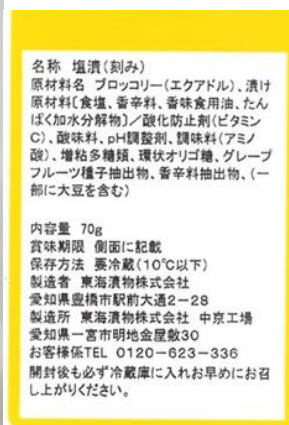 名称 塩漬(刻み)
原材料名 ブロッコリー(エクアドル)、漬け
原材料[食塩、香辛料、香味食用油、たん
ぱく加水分解物]/酸化防止剤(ビタミン
C)、酸味料、pH調整剤、調味料(アミノ
酸)、増粘多糖類、環状オリゴ糖、グレープ
フルーツ種子抽出物、香辛料抽出物、(一
部に大豆を含む)
内容量 70g
賞味期限 側面に記載
保存方法 要冷蔵(10℃以下)
製造者 東海漬物株式会社
愛知県豊橋市駅前大通2-28
製造所 東海漬物株式会社 中京工場
愛知県一宮市明地金屋敷30
お客様係TEL 0120-623-336
開封後も必ず冷蔵庫に入れお早めにお召
し上がりください。